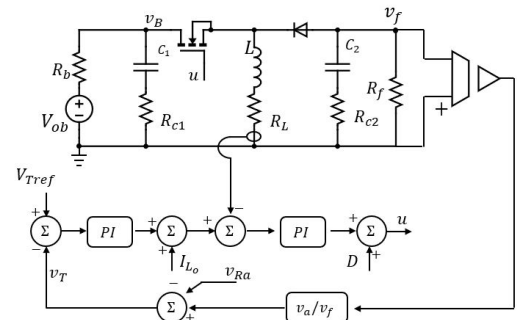 v_B
v_f
R_b
C_1
u
L
C_2
R_f
+
−
V_ob
R_c1
R_L
R_c2
+
V_Tref
+
Σ
−
PI
+
Σ
+
+
Σ
−
PI
+
Σ
+
u
v_T
I_Lo
D
−
v_Ra
Σ
+
v_a/v_f